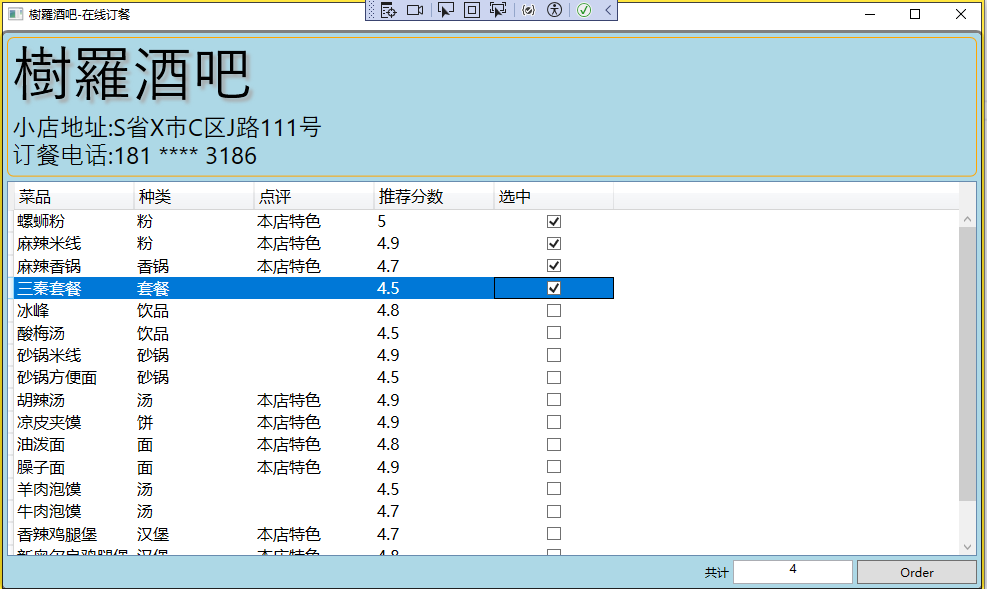 樹羅酒吧-在线订餐
樹羅酒吧
小店地址:S省X市C区J路111号
订餐电话:181 **** 3186
菜品 种类 点评 推荐分数 选中
螺蛳粉 粉 本店特色 5
麻辣米线 粉 本店特色 4.9
麻辣香锅 香锅 本店特色 4.7
三秦套餐 套餐 4.5
冰峰 饮品 4.8
酸梅汤 饮品 4.5
砂锅米线 砂锅 4.9
砂锅方便面 砂锅 4.5
胡辣汤 汤 本店特色 4.9
凉皮夹馍 饼 本店特色 4.9
油泼面 面 本店特色 4.8
臊子面 面 本店特色 4.9
羊肉泡馍 汤 4.5
牛肉泡馍 汤 4.7
香辣鸡腿堡 汉堡 本店特色 4.7
新奥尔良鸡腿堡 汉堡 本店特色 4.8
共计 4 Order